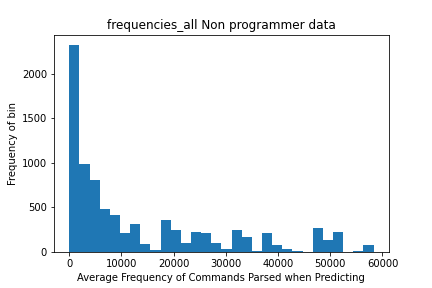 frequencies_all Non programmer data
Frequency of bin
2000
1500
1000
500
0
0 10000 20000 30000 40000 50000 60000
Average Frequency of Commands Parsed when Predicting